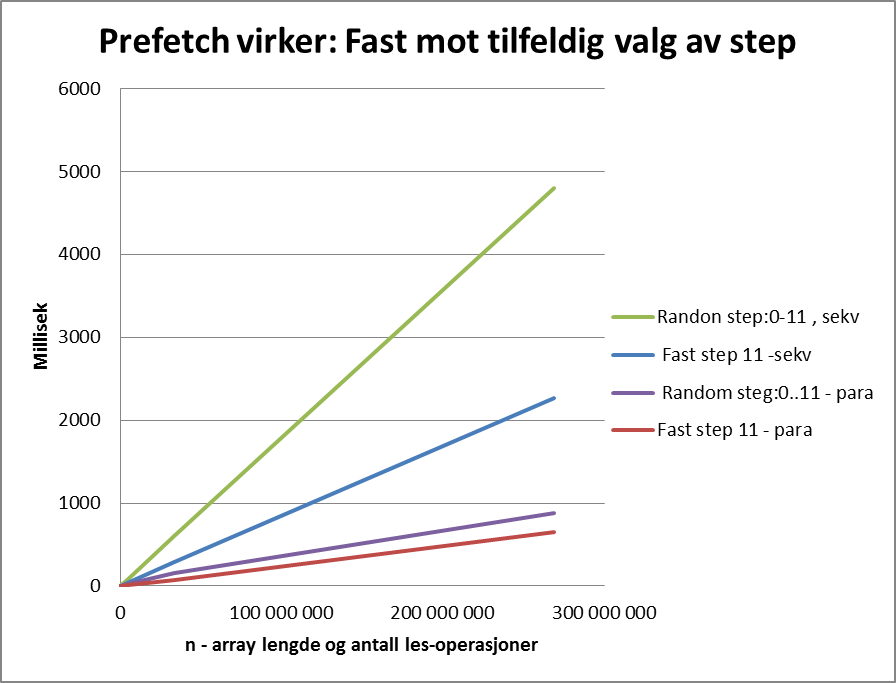 Prefetch virker: Fast mot tilfeldig valg av step
6000
5000
4000
3000
2000
1000
0
Millisek
0
100 000 000
200 000 000
300 000 000
n - array lengde og antall les-operasjoner
Randon step:0-11 , sekv
Fast step 11 -sekv
Random steg:0..11 - para
Fast step 11 - para